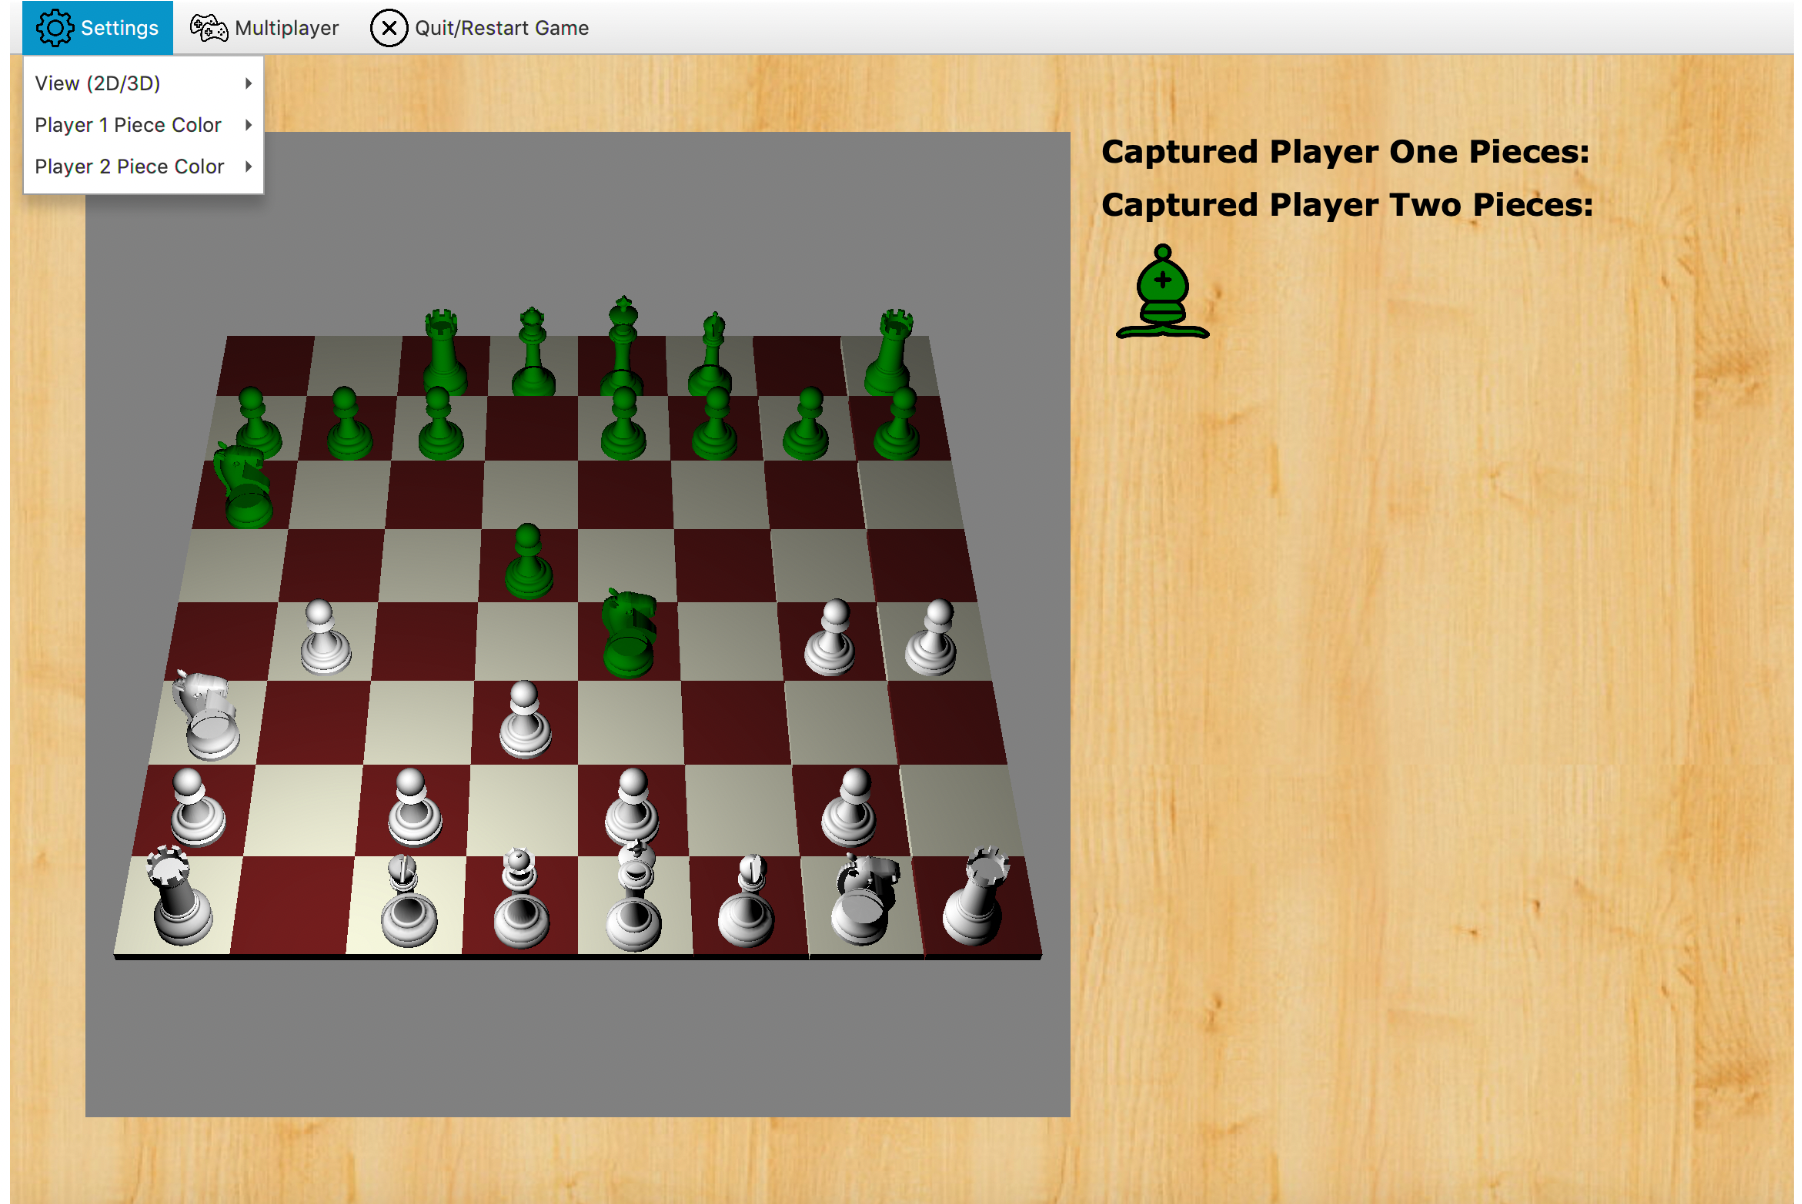 Settings
Multiplayer
Quit/Restart Game
View (2D/3D)
Player 1 Piece Color
Player 2 Piece Color
Captured Player One Pieces:
Captured Player Two Pieces: